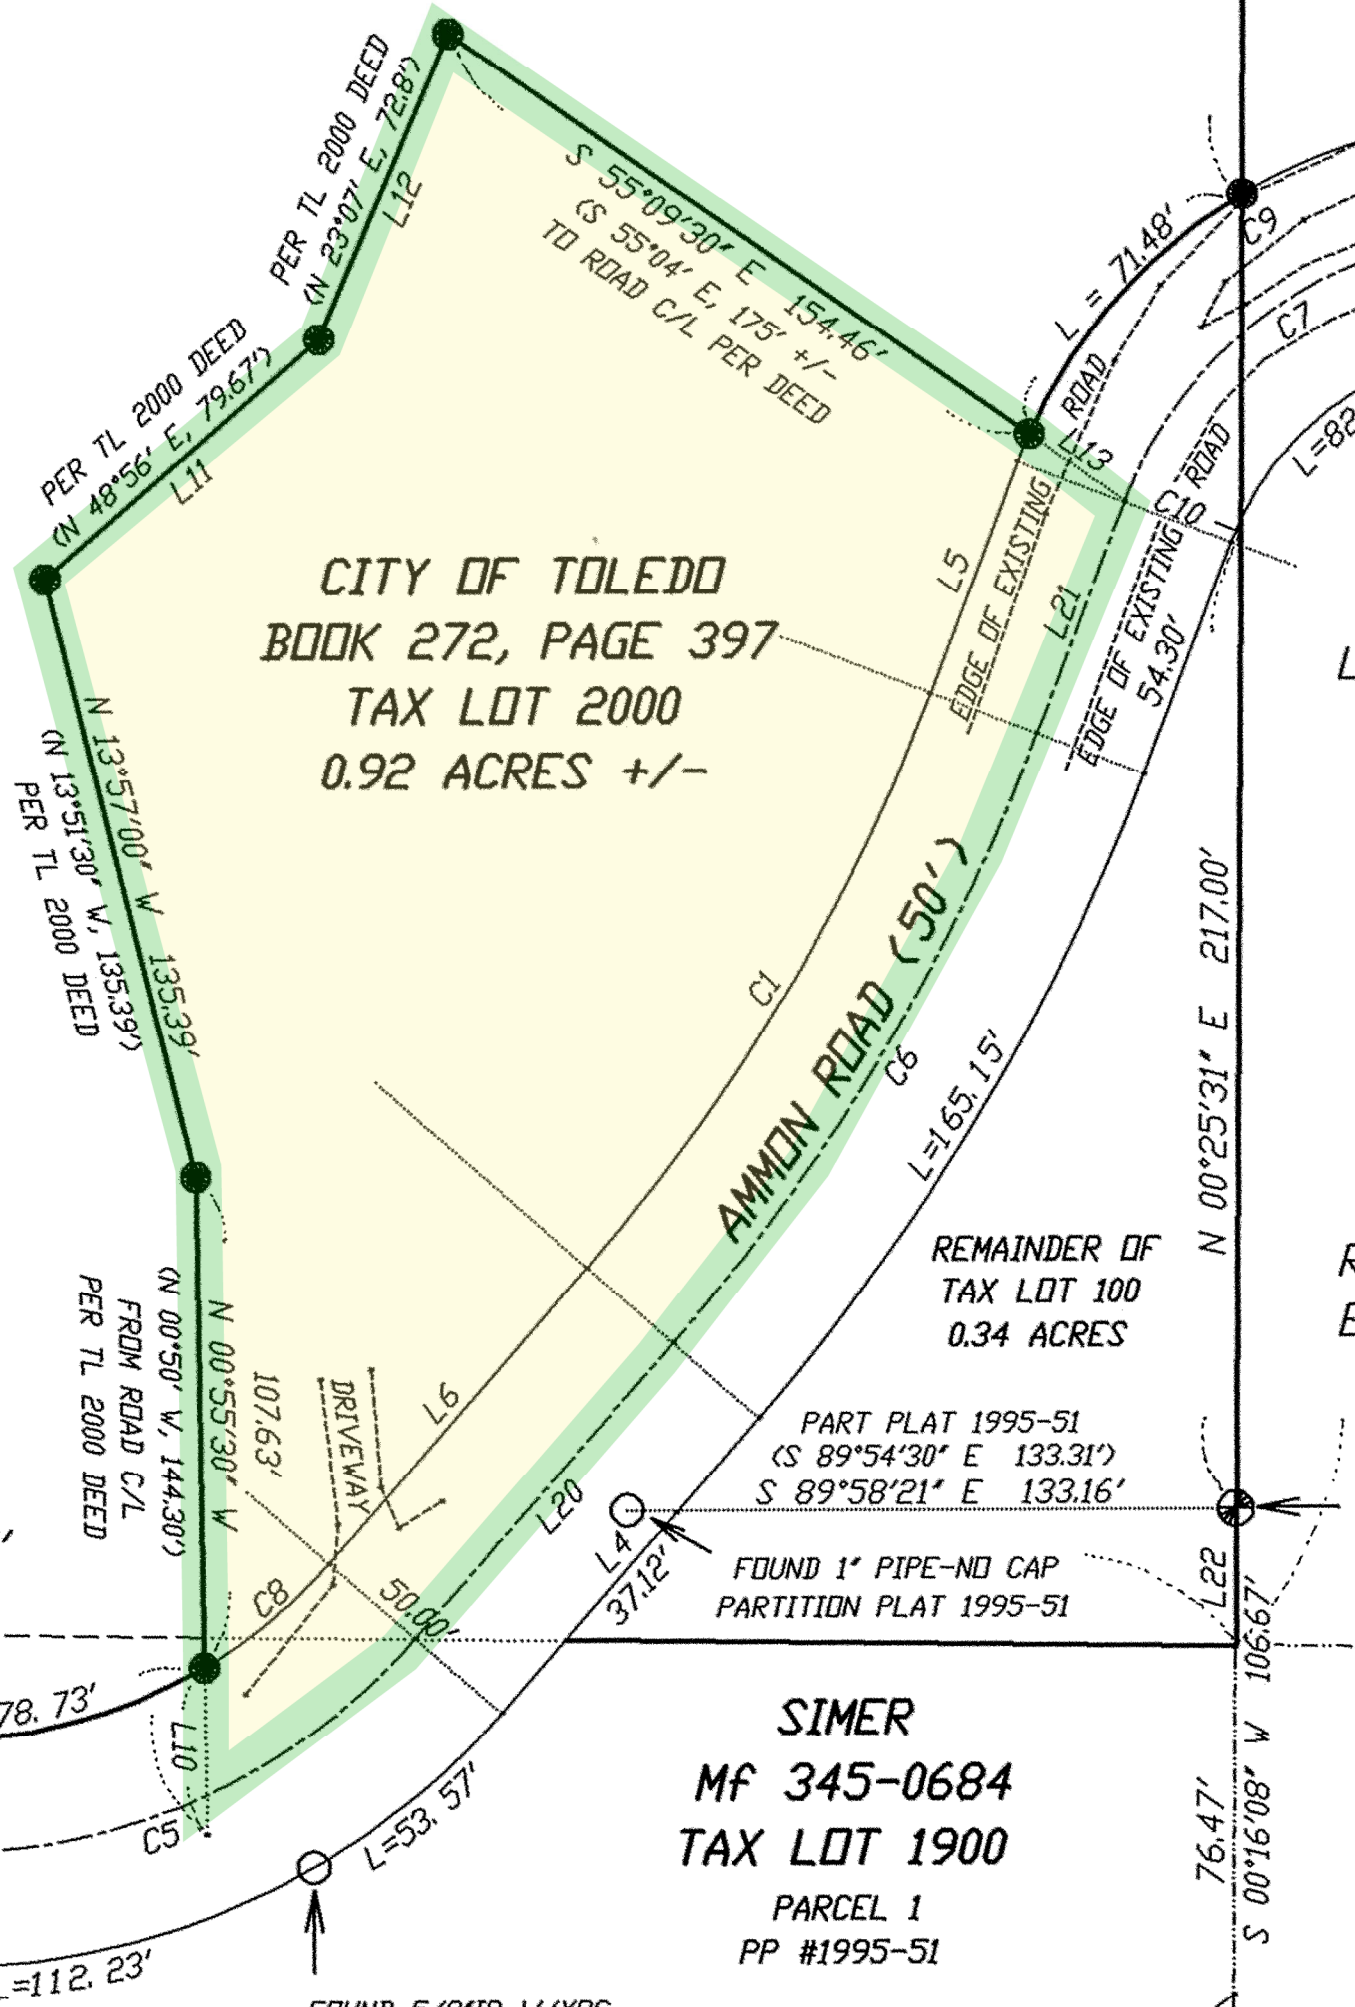 PER TL 2000 DEED
(N 23°07' E, 72.8')
L12
S 55°09'30" E 154.46'
(S 55°04' E, 175' +/-
TO ROAD C/L PER DEED
L = 71.48'
C9
C7
L=82
PER TL 2000 DEED
(N 48°56' E, 79.67')
L11
L13
C10
EDGE OF EXISTING ROAD
EDGE OF EXISTING ROAD
L5
L21
54.30'
CITY OF TOLEDO
BOOK 272, PAGE 397
TAX LOT 2000
0.92 ACRES +/-
N 13°57'00" W 135.39'
(N 13°51'30" W, 135.39')
PER TL 2000 DEED
C1
AMMON ROAD (50')
C6
L=165.15'
N 00°25'31" E 217.00'
REMAINDER OF
TAX LOT 100
0.34 ACRES
N 00°55'30" W
107.63'
(N 00°50' W, 144.30')
FROM ROAD C/L
PER TL 2000 DEED
DRIVEWAY
L6
L20
PART PLAT 1995-51
(S 89°54'30" E 133.31')
S 89°58'21" E 133.16'
L4
37.12'
FOUND 1" PIPE-NO CAP
PARTITION PLAT 1995-51
L22
106.67'
C8
50.00'
78.73'
L10
C5
L=53.57'
SIMER
Mf 345-0684
TAX LOT 1900
PARCEL 1
PP #1995-51
76.47'
S 00°16'08" W
=112.23'